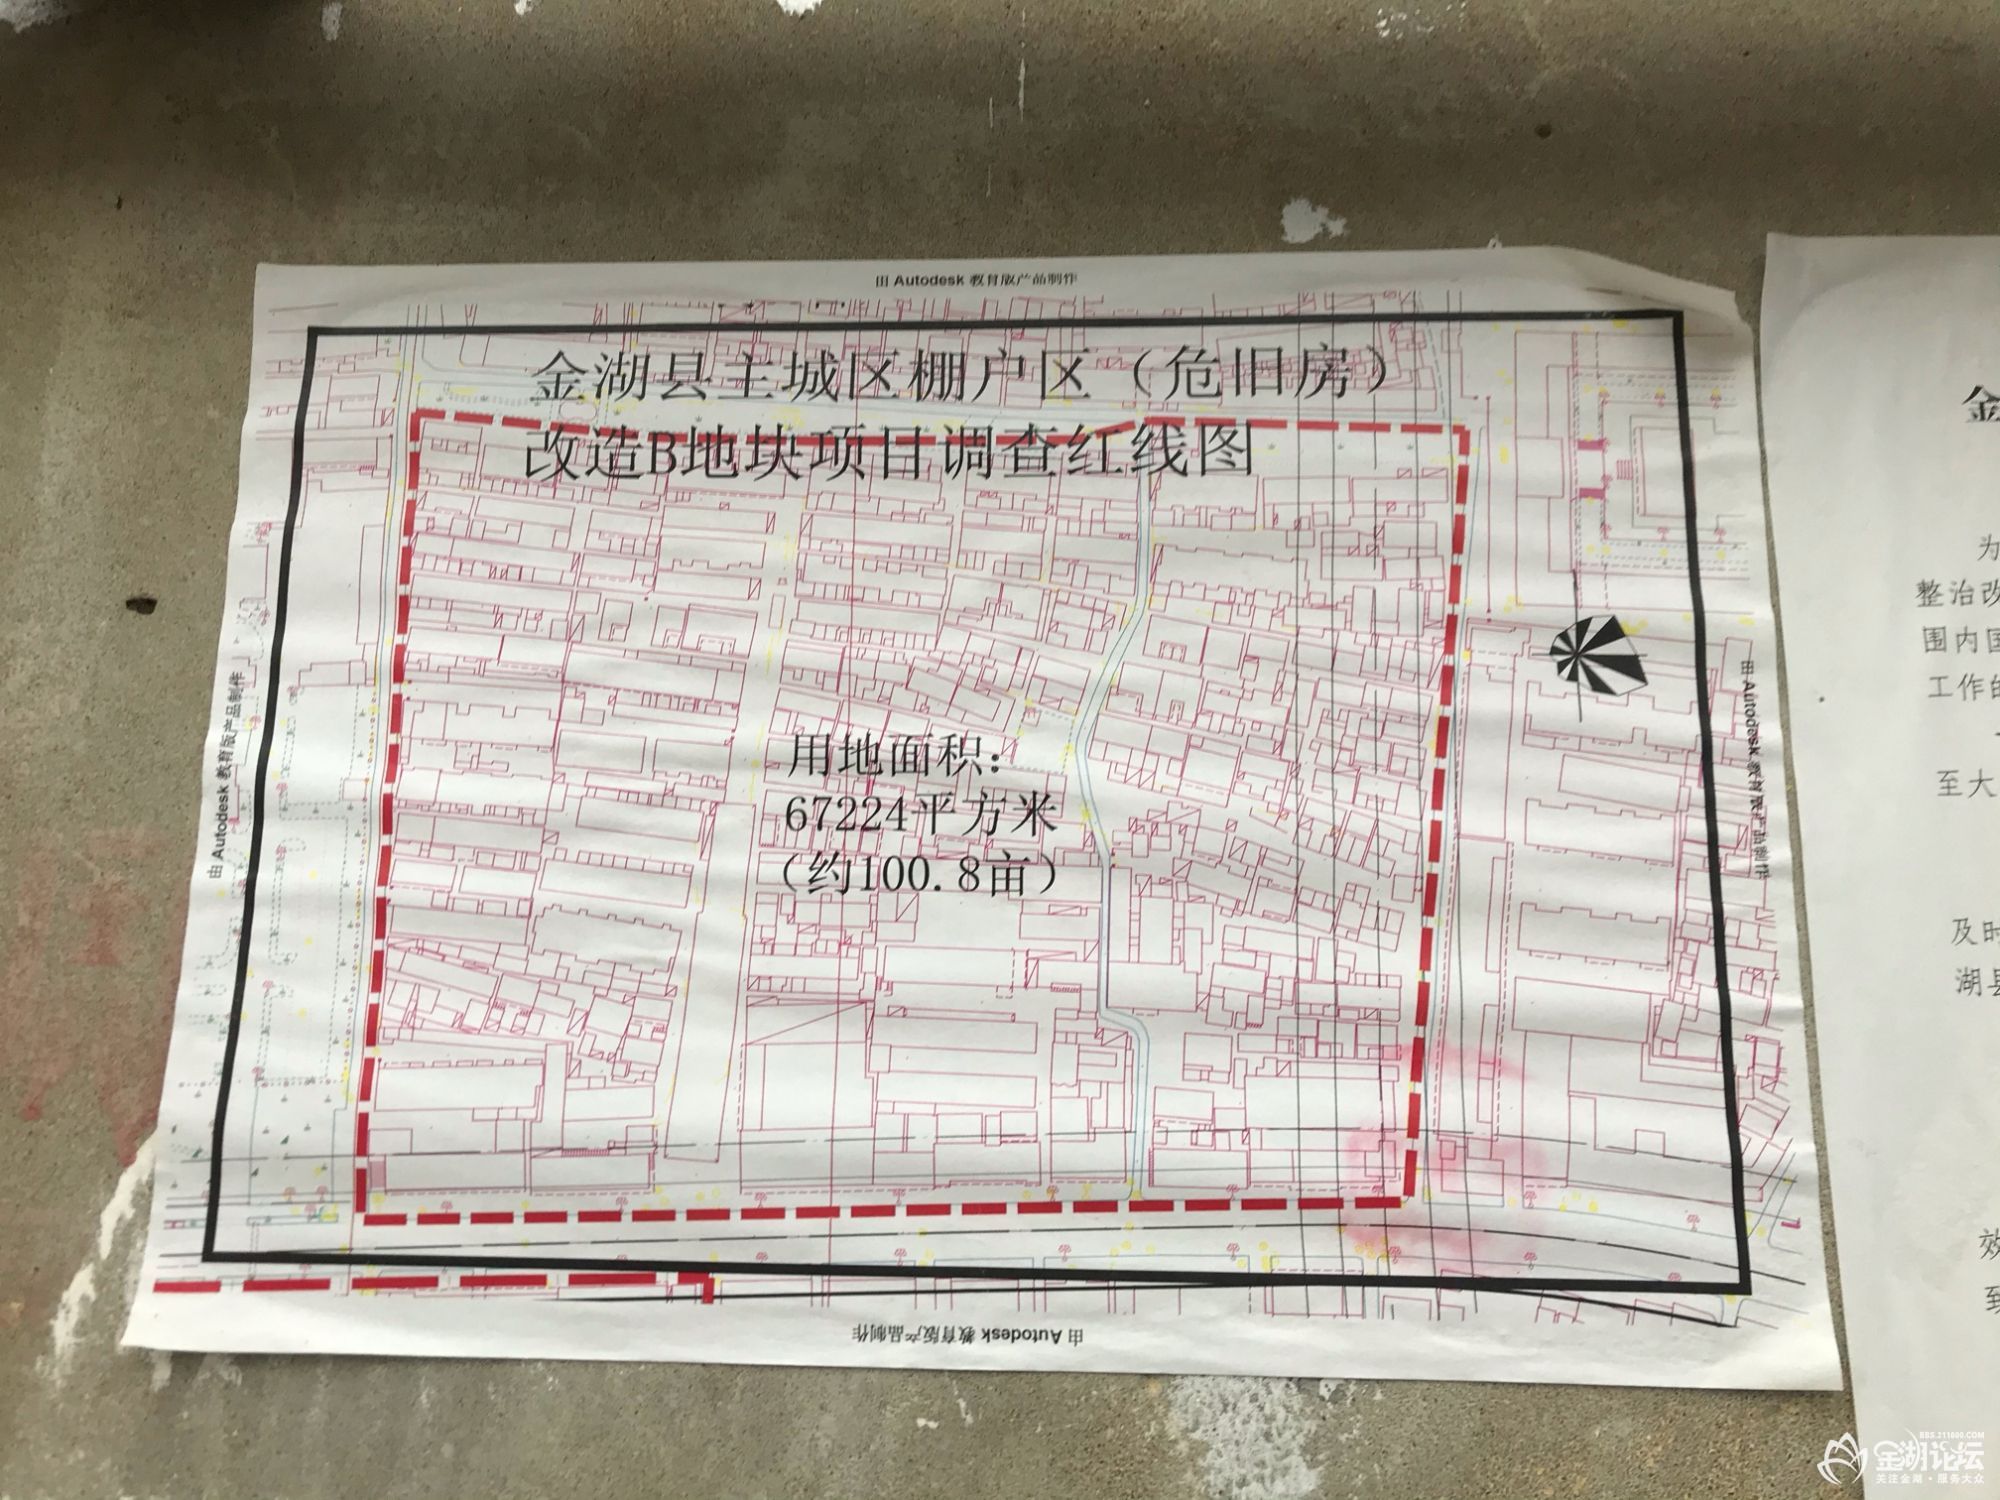 由 Autodesk 教育版产品制作
金湖县主城区棚户区（危旧房）
改造B地块项目调查红线图
用地面积：
67224平方米
（约100.8亩）
由 Autodesk 教育版产品制作
由 Autodesk 教育版产品制作
由 Autodesk 教育版产品制作
金
为
整治改
围内国
工作的
至大
及时
湖县
效
到
BBS.211600.COM
金湖论坛
关注金湖·服务大众